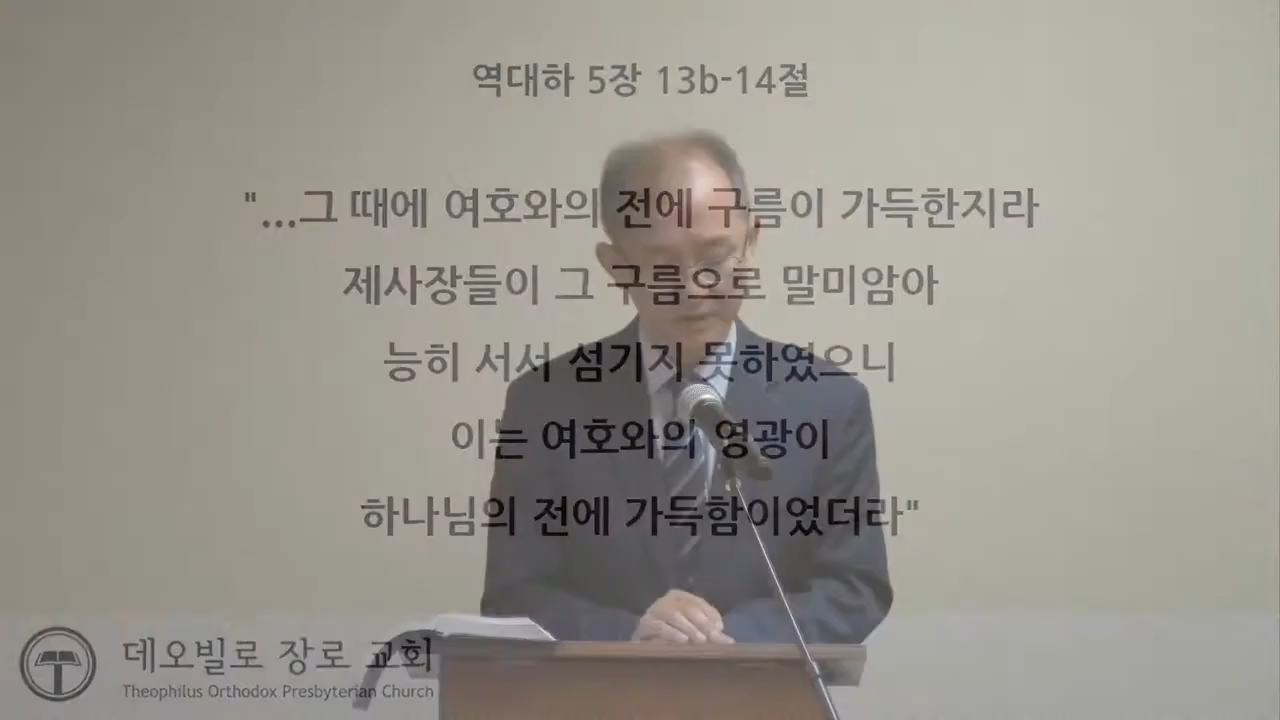 역대하 5장 13b-14절
"...그 때에 여호와의 전에 구름이 가득한지라
제사장들이 그 구름으로 말미암아
능히 서서 섬기지 못하였으니
이는 여호와의 영광이
하나님의 전에 가득함이었더라"
데오빌로 장로 교회
Theophilus Orthodox Presbyterian Church